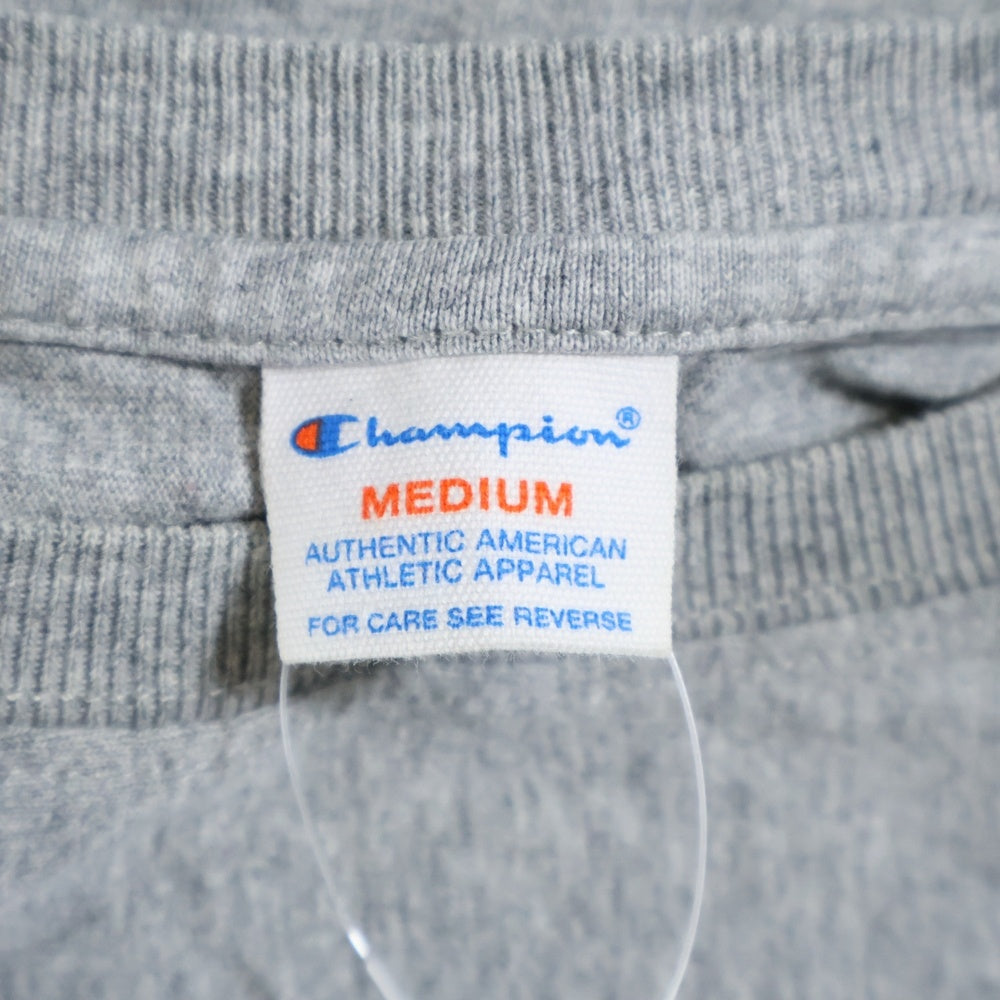 Champion®
MEDIUM
AUTHENTIC AMERICAN
ATHLETIC APPAREL
FOR CARE SEE REVERSE